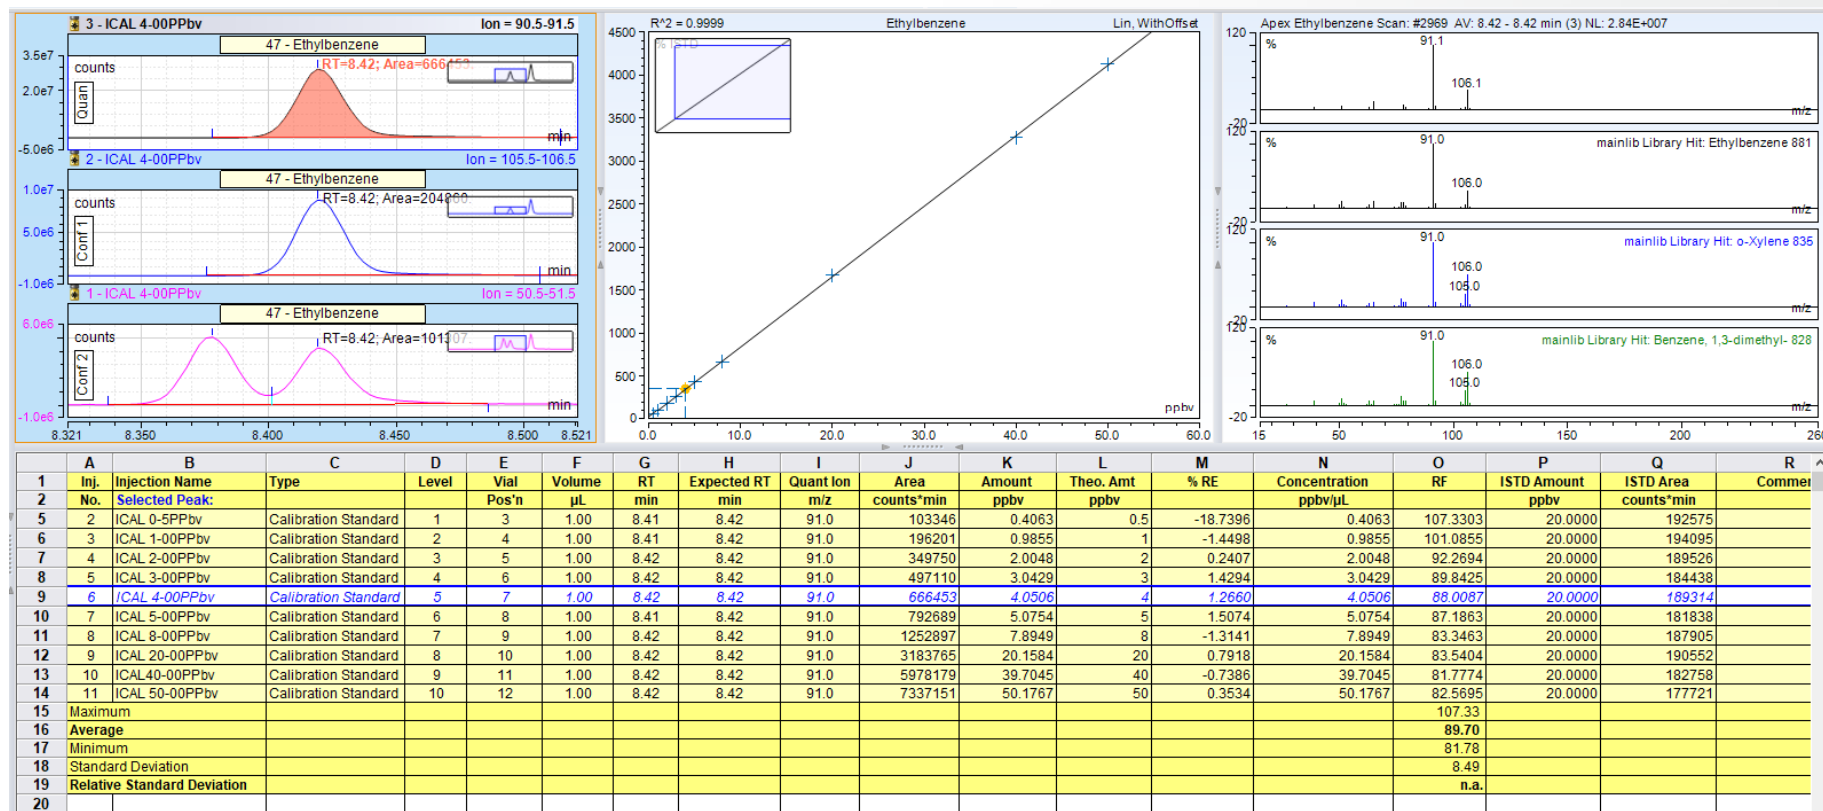 3 - ICAL 4-00PPbv Ion = 90.5-91.5
47 - Ethylbenzene
3.5e7
2.0e7
-5.0e6
counts
Quan
RT=8.42; Area=666453.
min
2 - ICAL 4-00PPbv Ion = 105.5-106.5
47 - Ethylbenzene
1.0e7
5.0e6
-1.0e6
counts
Conf 1
RT=8.42; Area=204860.
min
1 - ICAL 4-00PPbv Ion = 50.5-51.5
47 - Ethylbenzene
6.0e6
-1.0e6
counts
Conf 2
RT=8.42; Area=101307.
min
8.321 8.350 8.400 8.450 8.500 8.521
R^2 = 0.9999 Ethylbenzene Lin, WithOffset
% ISTD
4500
4000
3500
3000
2500
2000
1500
1000
500
0
ppbv
0.0 10.0 20.0 30.0 40.0 50.0 60.0
Apex Ethylbenzene Scan: #2969 AV: 8.42 - 8.42 min (3) NL: 2.84E+007
120
%
91.1
106.1
m/z
-20
120
% mainlib Library Hit: Ethylbenzene 881
91.0
106.0
m/z
-20
120
% mainlib Library Hit: o-Xylene 835
91.0
106.0
105.0
m/z
-20
120
% mainlib Library Hit: Benzene, 1,3-dimethyl- 828
91.0
106.0
105.0
m/z
-20
15 50 100 150 200 260
A B C D E F G H I J K L M N O P Q R
1 Inj. Injection Name Type Level Vial Volume RT Expected RT Quant Ion Area Amount Theo. Amt % RE Concentration RF ISTD Amount ISTD Area Commer
2 No. Selected Peak: Pos'n µL min min m/z counts*min ppbv ppbv ppbv/µL ppbv counts*min
5 2 ICAL 0-5PPbv Calibration Standard 1 3 1.00 8.41 8.42 91.0 103346 0.4063 0.5 -18.7396 0.4063 107.3303 20.0000 192575
6 3 ICAL 1-00PPbv Calibration Standard 2 4 1.00 8.41 8.42 91.0 196201 0.9855 1 -1.4498 0.9855 101.0855 20.0000 194095
7 4 ICAL 2-00PPbv Calibration Standard 3 5 1.00 8.42 8.42 91.0 349750 2.0048 2 0.2407 2.0048 92.2694 20.0000 189526
8 5 ICAL 3-00PPbv Calibration Standard 4 6 1.00 8.42 8.42 91.0 497110 3.0429 3 1.4294 3.0429 89.8425 20.0000 184438
9 6 ICAL 4-00PPbv Calibration Standard 5 7 1.00 8.42 8.42 91.0 666453 4.0506 4 1.2660 4.0506 88.0087 20.0000 189314
10 7 ICAL 5-00PPbv Calibration Standard 6 8 1.00 8.41 8.42 91.0 792689 5.0754 5 1.5074 5.0754 87.1863 20.0000 181838
11 8 ICAL 8-00PPbv Calibration Standard 7 9 1.00 8.42 8.42 91.0 1252897 7.8949 8 -1.3141 7.8949 83.3463 20.0000 187905
12 9 ICAL 20-00PPbv Calibration Standard 8 10 1.00 8.42 8.42 91.0 3183765 20.1584 20 0.7918 20.1584 83.5404 20.0000 190552
13 10 ICAL40-00PPbv Calibration Standard 9 11 1.00 8.42 8.42 91.0 5978179 39.7045 40 -0.7386 39.7045 81.7774 20.0000 182758
14 11 ICAL 50-00PPbv Calibration Standard 10 12 1.00 8.42 8.42 91.0 7337151 50.1767 50 0.3534 50.1767 82.5695 20.0000 177721
15 Maximum 107.33
16 Average 89.70
17 Minimum 81.78
18 Standard Deviation 8.49
19 Relative Standard Deviation n.a.
20